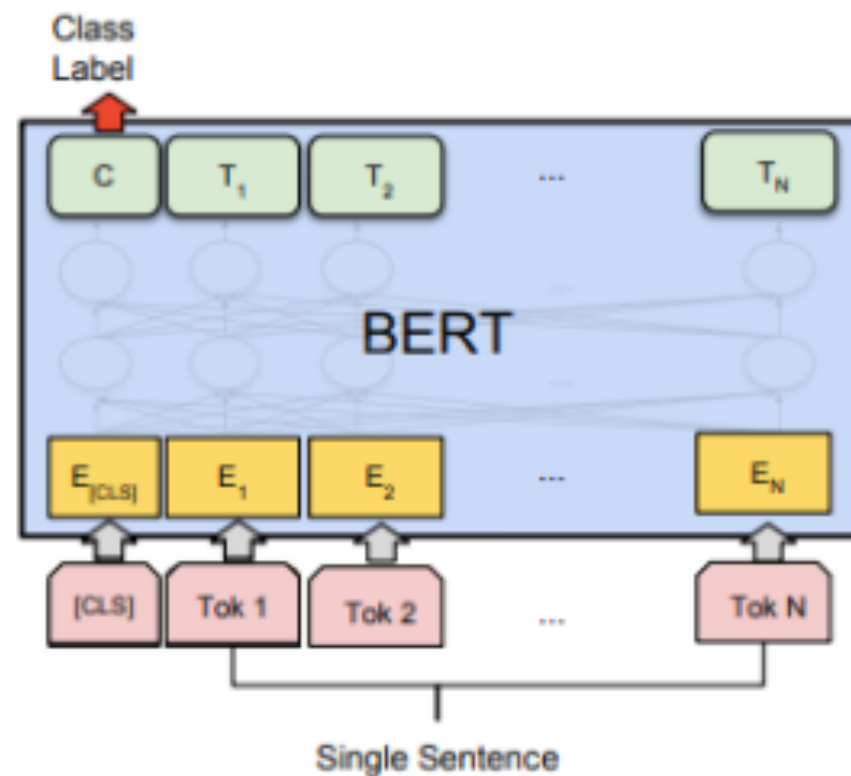 Class
Label
C T1 T2 ... TN
...
BERT
...
E[CLS] E1 E2 ... EN
[CLS] Tok 1 Tok 2 ... Tok N
Single Sentence